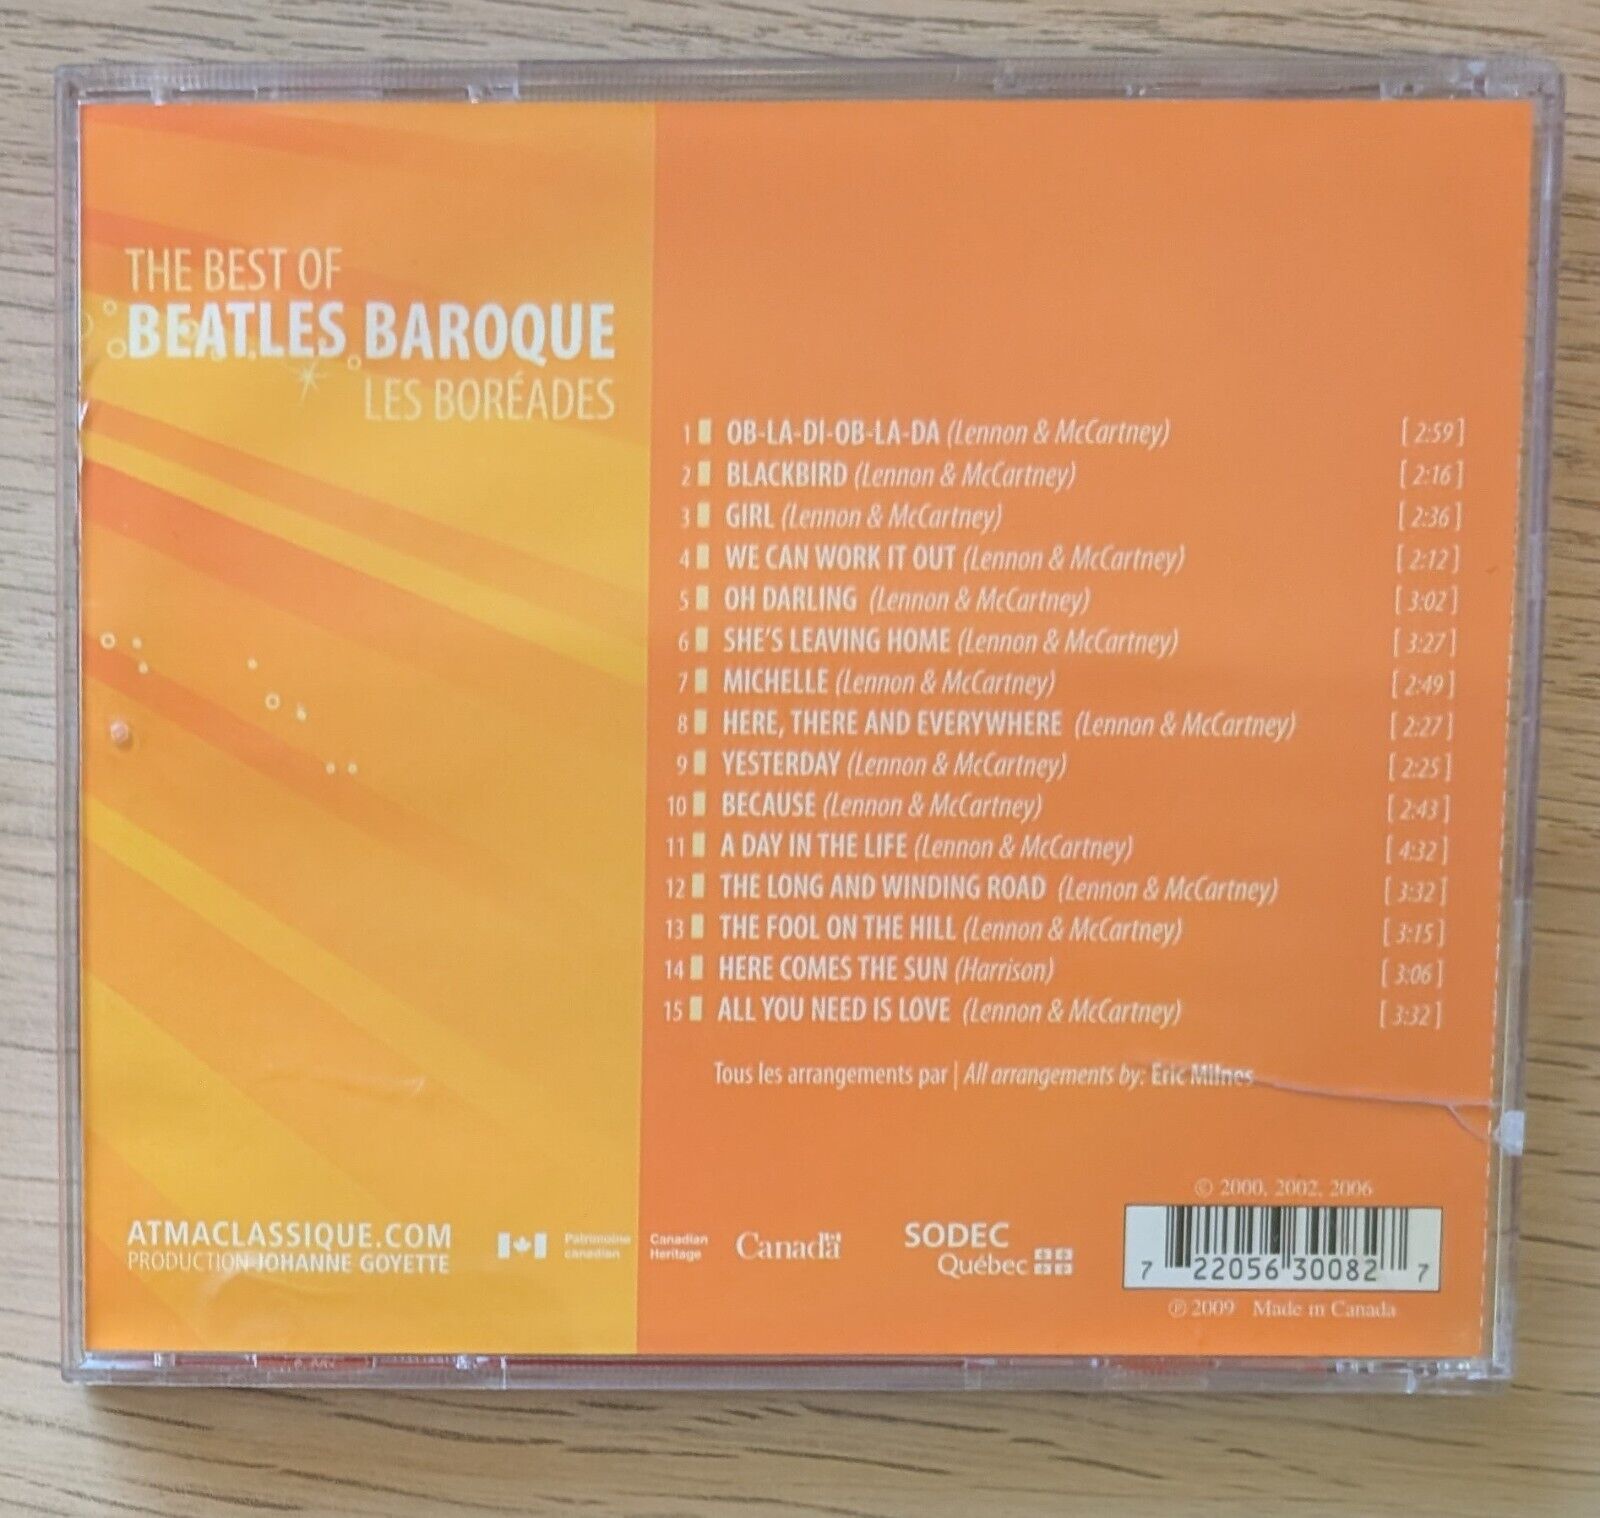 THE BEST OF
BEATLES BAROQUE
LES BORÉADES
1 OB-LA-DI-OB-LA-DA (Lennon & McCartney) [ 2:59 ]
2 BLACKBIRD (Lennon & McCartney) [ 2:16 ]
3 GIRL (Lennon & McCartney) [ 2:36 ]
4 WE CAN WORK IT OUT (Lennon & McCartney) [ 2:12 ]
5 OH DARLING (Lennon & McCartney) [ 3:02 ]
6 SHE'S LEAVING HOME (Lennon & McCartney) [ 3:27 ]
7 MICHELLE (Lennon & McCartney) [ 2:49 ]
8 HERE, THERE AND EVERYWHERE (Lennon & McCartney) [ 2:27 ]
9 YESTERDAY (Lennon & McCartney) [ 2:25 ]
10 BECAUSE (Lennon & McCartney) [ 2:43 ]
11 A DAY IN THE LIFE (Lennon & McCartney) [ 4:32 ]
12 THE LONG AND WINDING ROAD (Lennon & McCartney) [ 3:32 ]
13 THE FOOL ON THE HILL (Lennon & McCartney) [ 3:15 ]
14 HERE COMES THE SUN (Harrison) [ 3:06 ]
15 ALL YOU NEED IS LOVE (Lennon & McCartney) [ 3:32 ]
Tous les arrangements par | All arrangements by: Eric Milnes
ATMACLASSIQUE.COM
PRODUCTION JOHANNE GOYETTE
Patrimoine canadien
Canadian Heritage
Canada
SODEC
Québec
© 2000, 2002, 2006
7 22056 30082 7
℗ 2009 Made in Canada